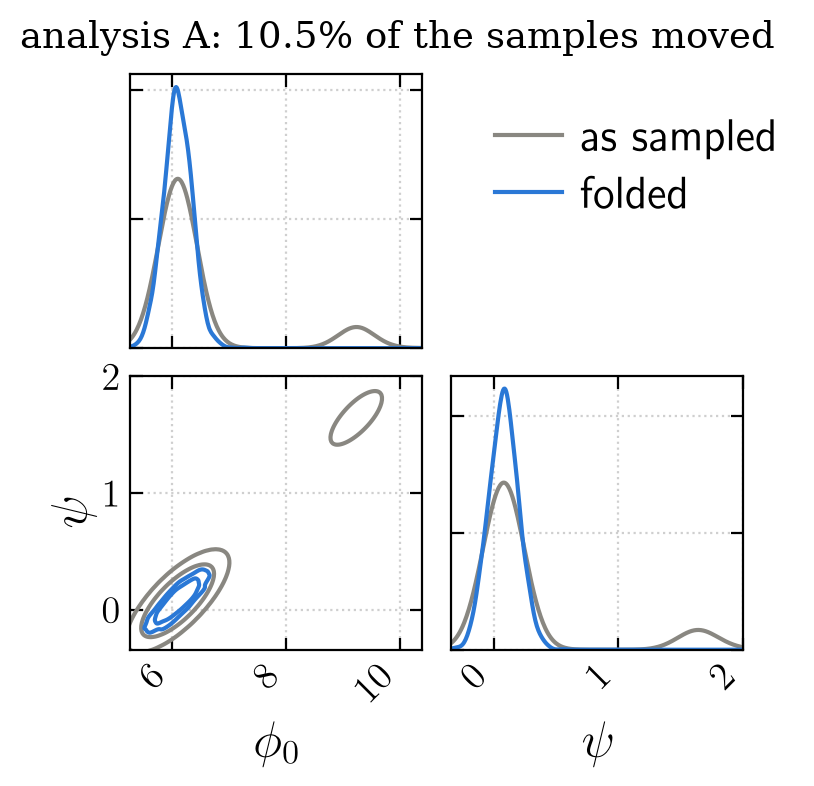 analysis A: 10.5% of the samples moved
as sampled
folded
2
1
0
ψ
6
8
10
0
1
2
ϕ₀
ψ